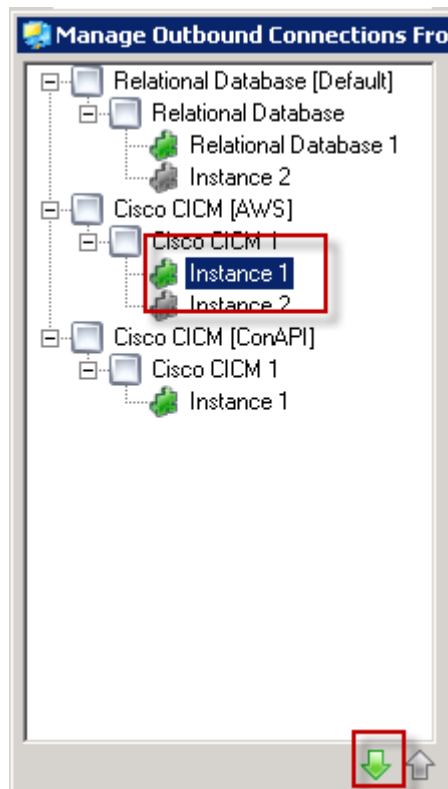 Manage Outbound Connections Fro
Relational Database [Default]
Relational Database
Relational Database 1
Instance 2
Cisco CICM [AWS]
Cisco CICM 1
Instance 1
Instance 2
Cisco CICM [ConAPI]
Cisco CICM 1
Instance 1